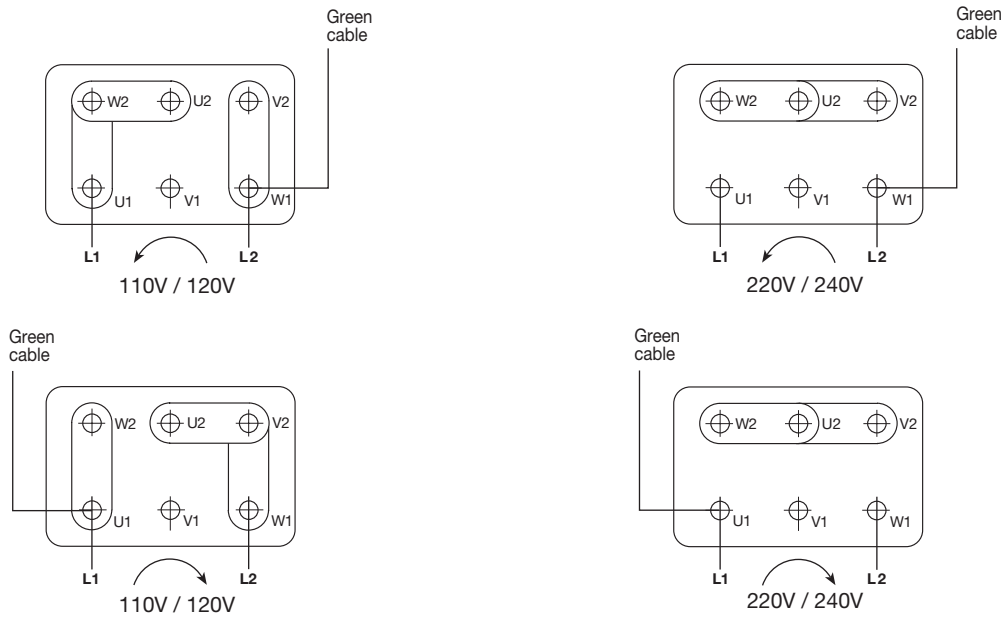 Green
cable
W2 U2 V2
U1 V1 W1
L1 L2
110V / 120V
Green
cable
W2 U2 V2
U1 V1 W1
L1 L2
220V / 240V
Green
cable
W2 U2 V2
U1 V1 W1
L1 L2
110V / 120V
Green
cable
W2 U2 V2
U1 V1 W1
L1 L2
220V / 240V